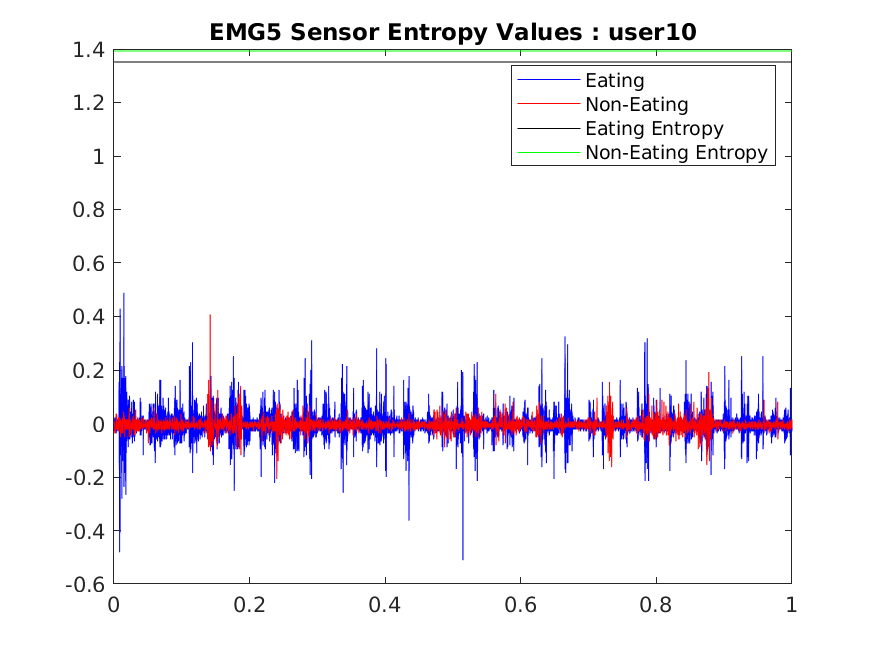 EMG5 Sensor Entropy Values : user10
1.4
1.2
1
0.8
0.6
0.4
0.2
0
-0.2
-0.4
-0.6
Eating
Non-Eating
Eating Entropy
Non-Eating Entropy
0 0.2 0.4 0.6 0.8 1